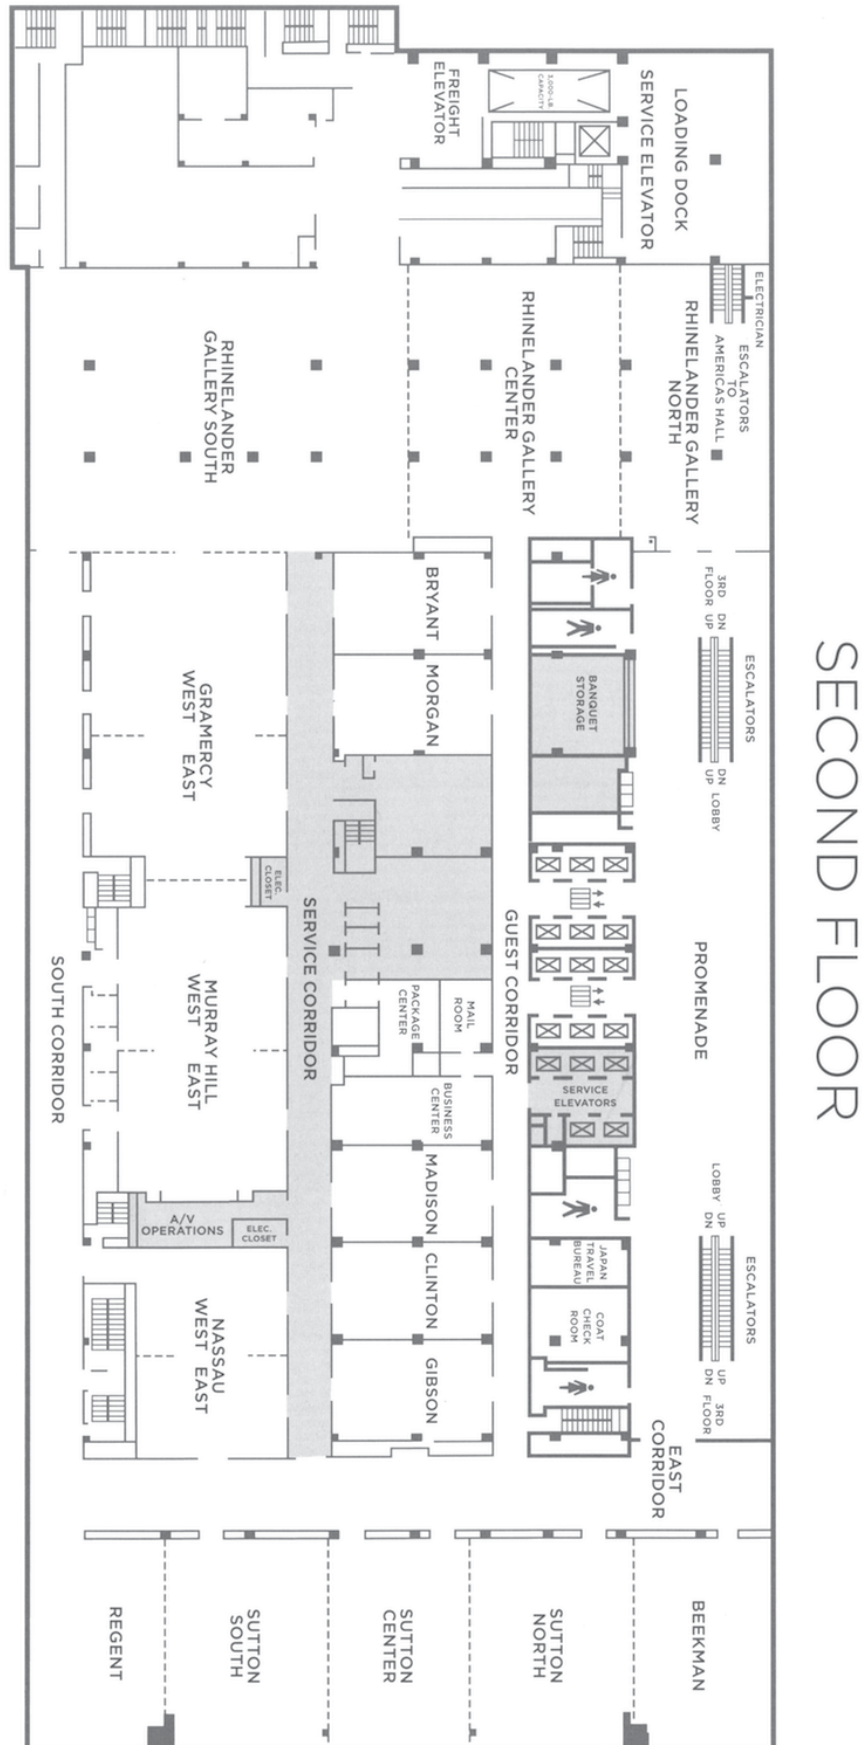 SECOND FLOOR
LOADING DOCK
SERVICE ELEVATOR
3,000-LB.
CAPACITY
FREIGHT
ELEVATOR
ELECTRICIAN
ESCALATORS
TO
AMERICAS HALL
RHINELANDER GALLERY
NORTH
RHINELANDER GALLERY
CENTER
RHINELANDER
GALLERY SOUTH
3RD DN
FLOOR UP
ESCALATORS
DN LOBBY
UP
PROMENADE
LOBBY UP
DN
ESCALATORS
UP 3RD
DN FLOOR
BANQUET
STORAGE
SERVICE
ELEVATORS
JAPAN
TRAVEL
BUREAU
COAT
CHECK
ROOM
EAST
CORRIDOR
GUEST CORRIDOR
BRYANT
MORGAN
MAIL
ROOM
PACKAGE
CENTER
BUSINESS
CENTER
MADISON
CLINTON
GIBSON
SERVICE CORRIDOR
GRAMERCY
WEST EAST
ELEC.
CLOSET
MURRAY HILL
WEST EAST
A/V
OPERATIONS
ELEC.
CLOSET
NASSAU
WEST EAST
SOUTH CORRIDOR
BEEKMAN
SUTTON
NORTH
SUTTON
CENTER
SUTTON
SOUTH
REGENT